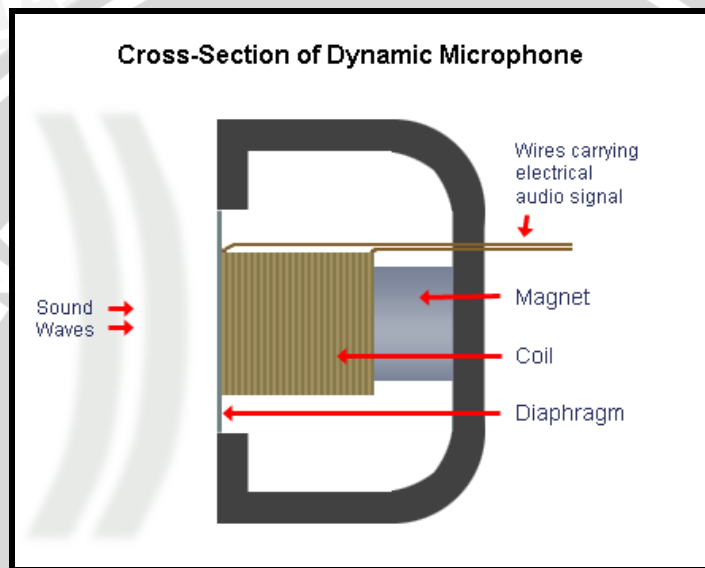 Cross-Section of Dynamic Microphone
Wires carrying
electrical
audio signal
Sound
Waves
Magnet
Coil
Diaphragm